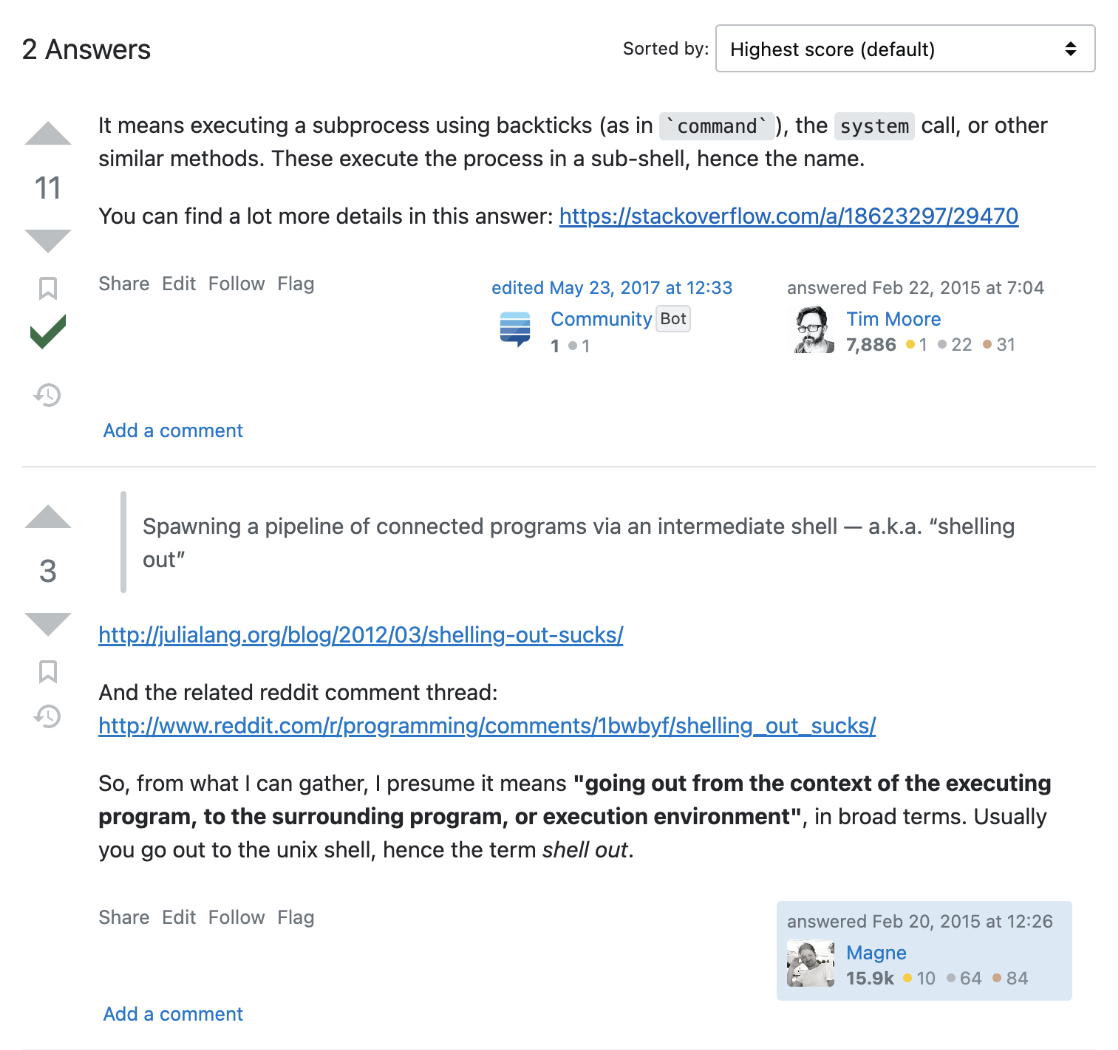 2 Answers
Sorted by:
Highest score (default)
It means executing a subprocess using backticks (as in `command`), the system call, or other
similar methods. These execute the process in a sub-shell, hence the name.
11
You can find a lot more details in this answer: https://stackoverflow.com/a/18623297/29470
Share Edit Follow Flag
edited May 23, 2017 at 12:33
Community Bot
1 ●1
answered Feb 22, 2015 at 7:04
Tim Moore
7,886 ●1 ●22 ●31
Add a comment
Spawning a pipeline of connected programs via an intermediate shell — a.k.a. “shelling
out”
3
http://julialang.org/blog/2012/03/shelling-out-sucks/
And the related reddit comment thread:
http://www.reddit.com/r/programming/comments/1bwbyf/shelling_out_sucks/
So, from what I can gather, I presume it means "going out from the context of the executing
program, to the surrounding program, or execution environment", in broad terms. Usually
you go out to the unix shell, hence the term shell out.
Share Edit Follow Flag
answered Feb 20, 2015 at 12:26
Magne
15.9k ●10 ●64 ●84
Add a comment